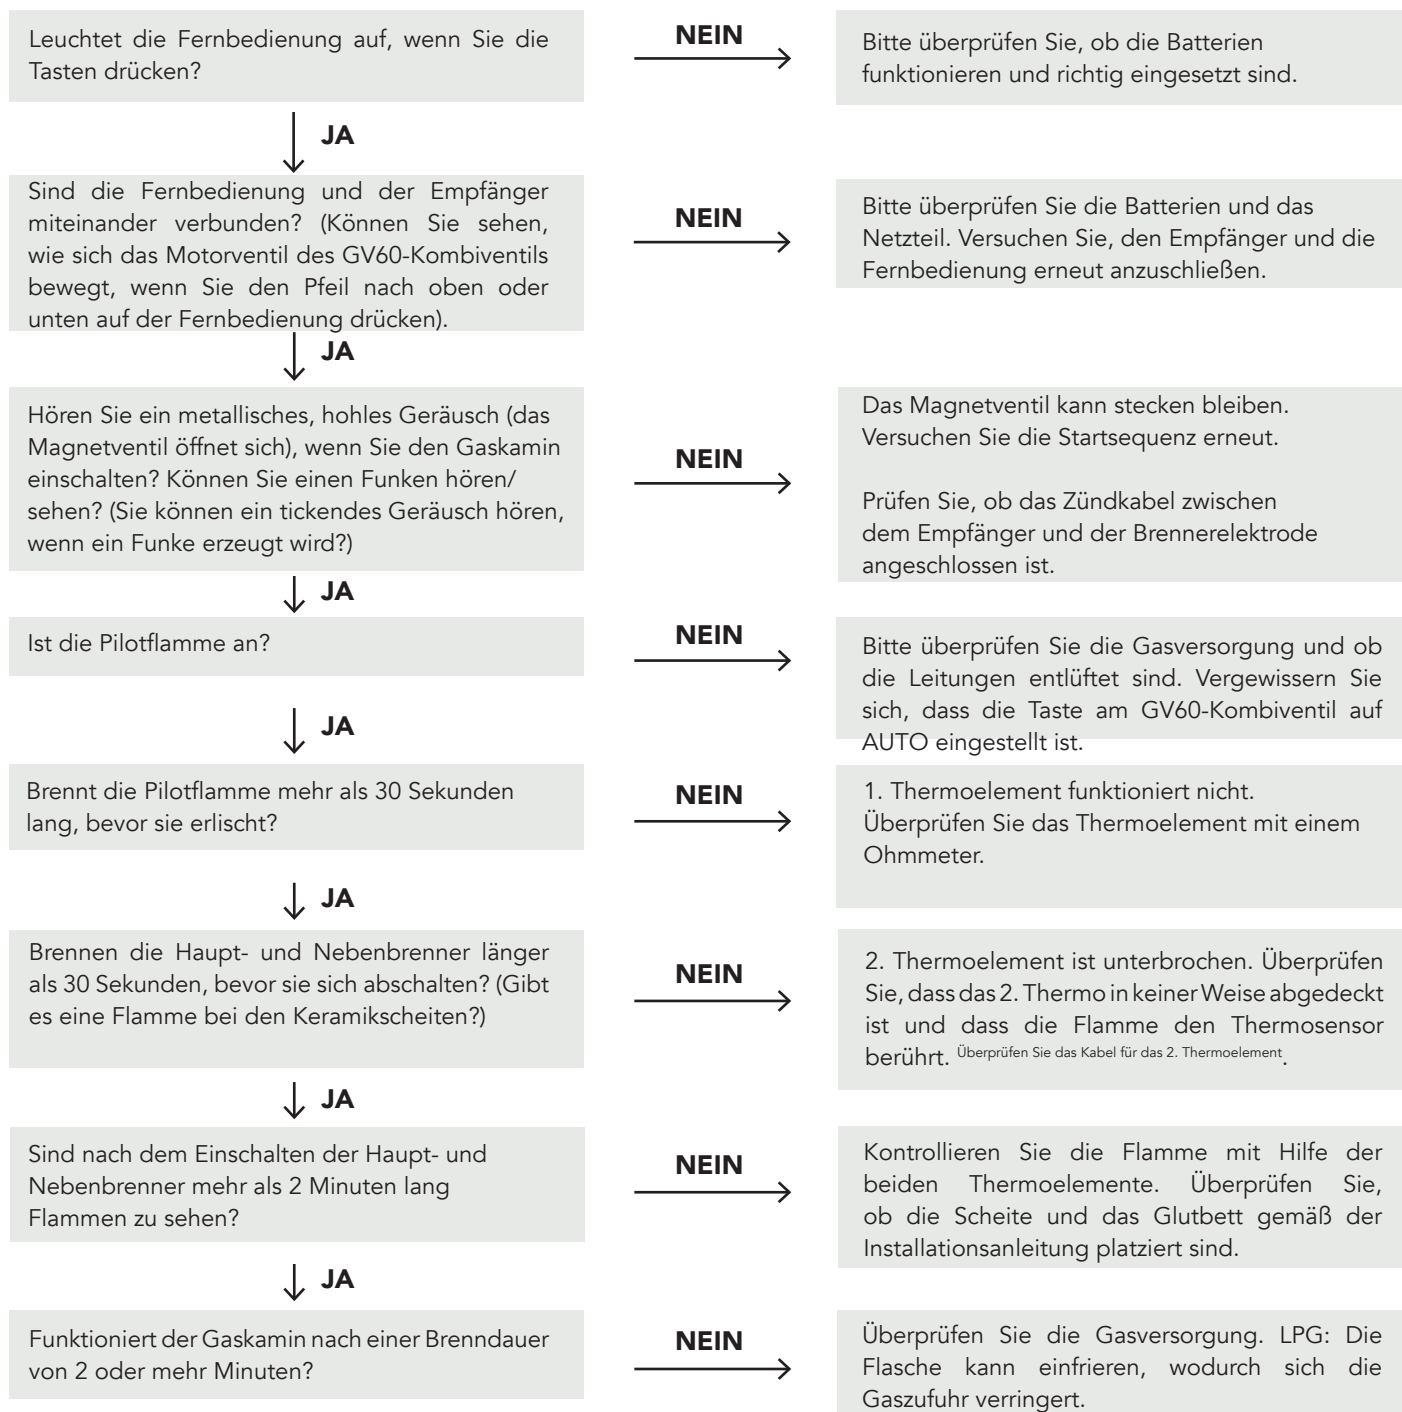 Leuchtet die Fernbedienung auf, wenn Sie die
Tasten drücken?
NEIN
Bitte überprüfen Sie, ob die Batterien
funktionieren und richtig eingesetzt sind.
JA
Sind die Fernbedienung und der Empfänger
miteinander verbunden? (Können Sie sehen,
wie sich das Motorventil des GV60-Kombiventils
bewegt, wenn Sie den Pfeil nach oben oder
unten auf der Fernbedienung drücken).
NEIN
Bitte überprüfen Sie die Batterien und das
Netzteil. Versuchen Sie, den Empfänger und die
Fernbedienung erneut anzuschließen.
JA
Hören Sie ein metallisches, hohles Geräusch (das
Magnetventil öffnet sich), wenn Sie den Gaskamin
einschalten? Können Sie einen Funken hören/
sehen? (Sie können ein tickendes Geräusch hören,
wenn ein Funke erzeugt wird?)
NEIN
Das Magnetventil kann stecken bleiben.
Versuchen Sie die Startsequenz erneut.
Prüfen Sie, ob das Zündkabel zwischen
dem Empfänger und der Brennerelektrode
angeschlossen ist.
JA
Ist die Pilotflamme an?
NEIN
Bitte überprüfen Sie die Gasversorgung und ob
die Leitungen entlüftet sind. Vergewissern Sie
sich, dass die Taste am GV60-Kombiventil auf
AUTO eingestellt ist.
JA
Brennt die Pilotflamme mehr als 30 Sekunden
lang, bevor sie erlischt?
NEIN
1. Thermoelement funktioniert nicht.
Überprüfen Sie das Thermoelement mit einem
Ohmmeter.
JA
Brennen die Haupt- und Nebenbrenner länger
als 30 Sekunden, bevor sie sich abschalten? (Gibt
es eine Flamme bei den Keramikscheiten?)
NEIN
2. Thermoelement ist unterbrochen. Überprüfen
Sie, dass das 2. Thermo in keiner Weise abgedeckt
ist und dass die Flamme den Thermosensor
berührt. Überprüfen Sie das Kabel für das 2. Thermoelement.
JA
Sind nach dem Einschalten der Haupt- und
Nebenbrenner mehr als 2 Minuten lang
Flammen zu sehen?
NEIN
Kontrollieren Sie die Flamme mit Hilfe der
beiden Thermoelemente. Überprüfen Sie,
ob die Scheite und das Glutbett gemäß der
Installationsanleitung platziert sind.
JA
Funktioniert der Gaskamin nach einer Brenndauer
von 2 oder mehr Minuten?
NEIN
Überprüfen Sie die Gasversorgung. LPG: Die
Flasche kann einfrieren, wodurch sich die
Gaszufuhr verringert.